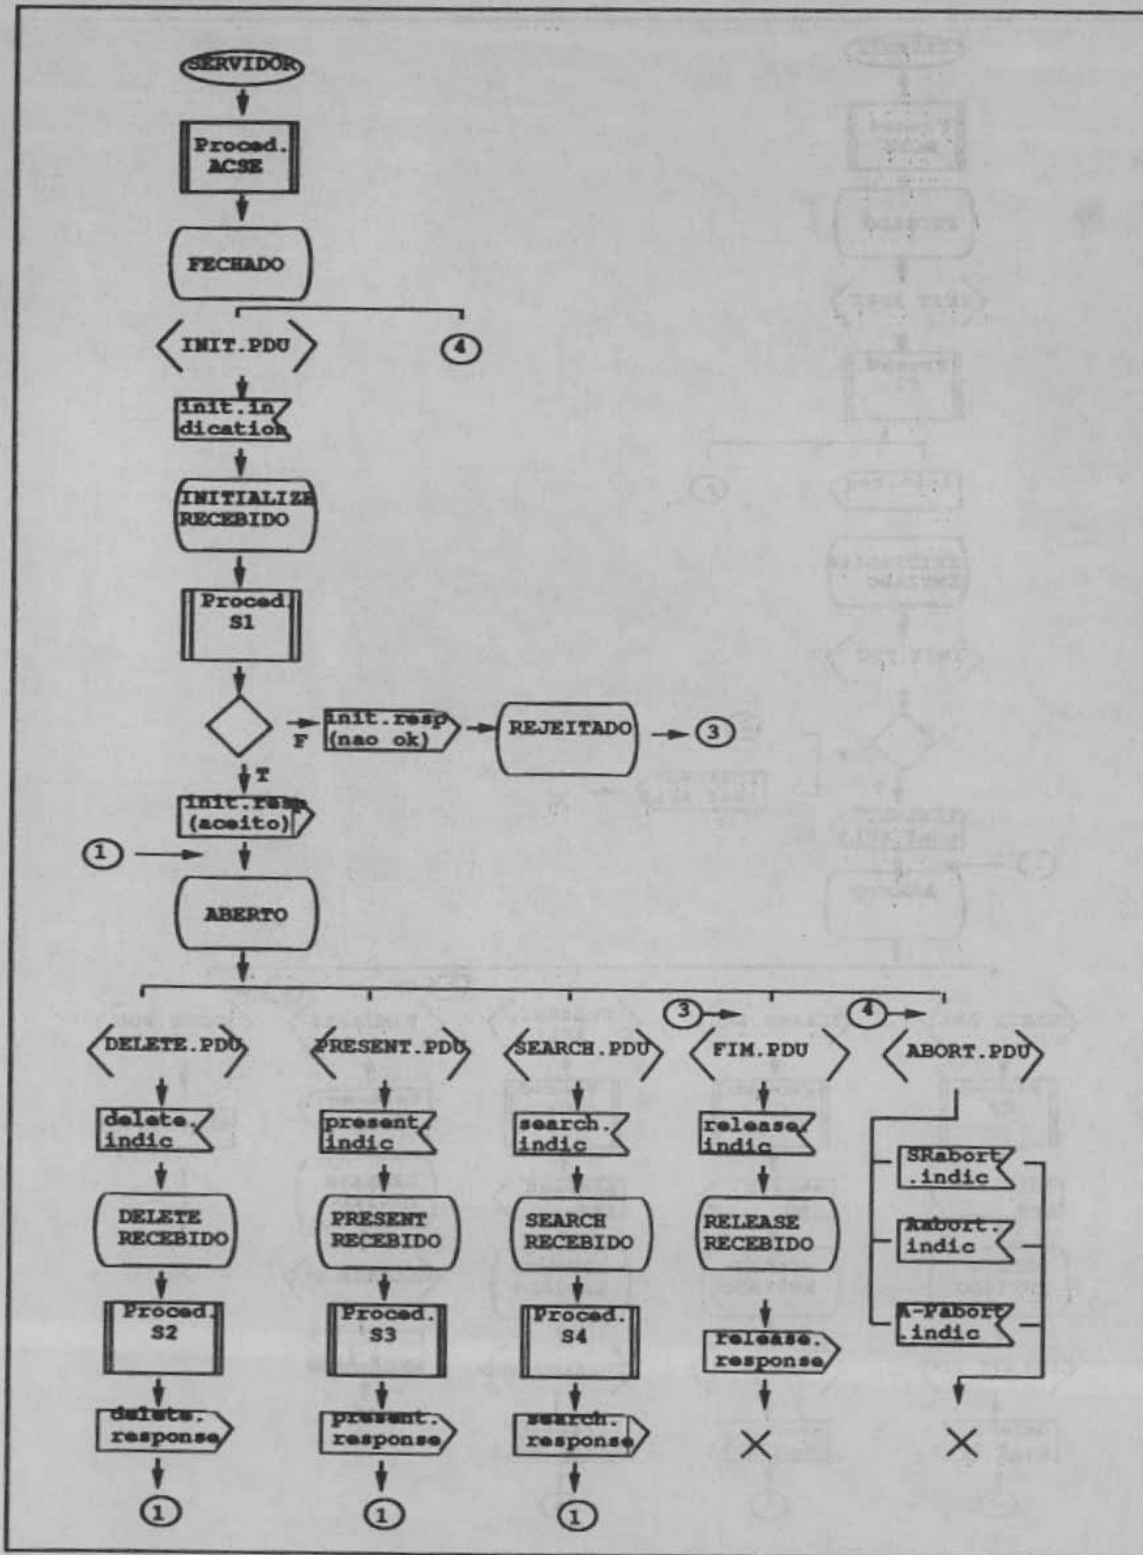 SERVIDOR
Proced.
ACSE
FECHADO
INIT.PDU
4
init.in
dication
INITIALIZE
RECEBIDO
Proced.
S1
F
init.resp
(nao ok)
REJEITADO
3
T
init.resp
(aceito)
1
ABERTO
3
4
DELETE.PDU
PRESENT.PDU
SEARCH.PDU
FIM.PDU
ABORT.PDU
delete.
indic
present.
indic
search.
indic
release.
indic
SRabort
.indic
DELETE
RECEBIDO
PRESENT
RECEBIDO
SEARCH
RECEBIDO
RELEASE
RECEBIDO
Aabort.
indic
Proced.
S2
Proced.
S3
Proced.
S4
release.
response
A-Pabort
.indic
delete.
response
present.
response
search.
response
1
1
1